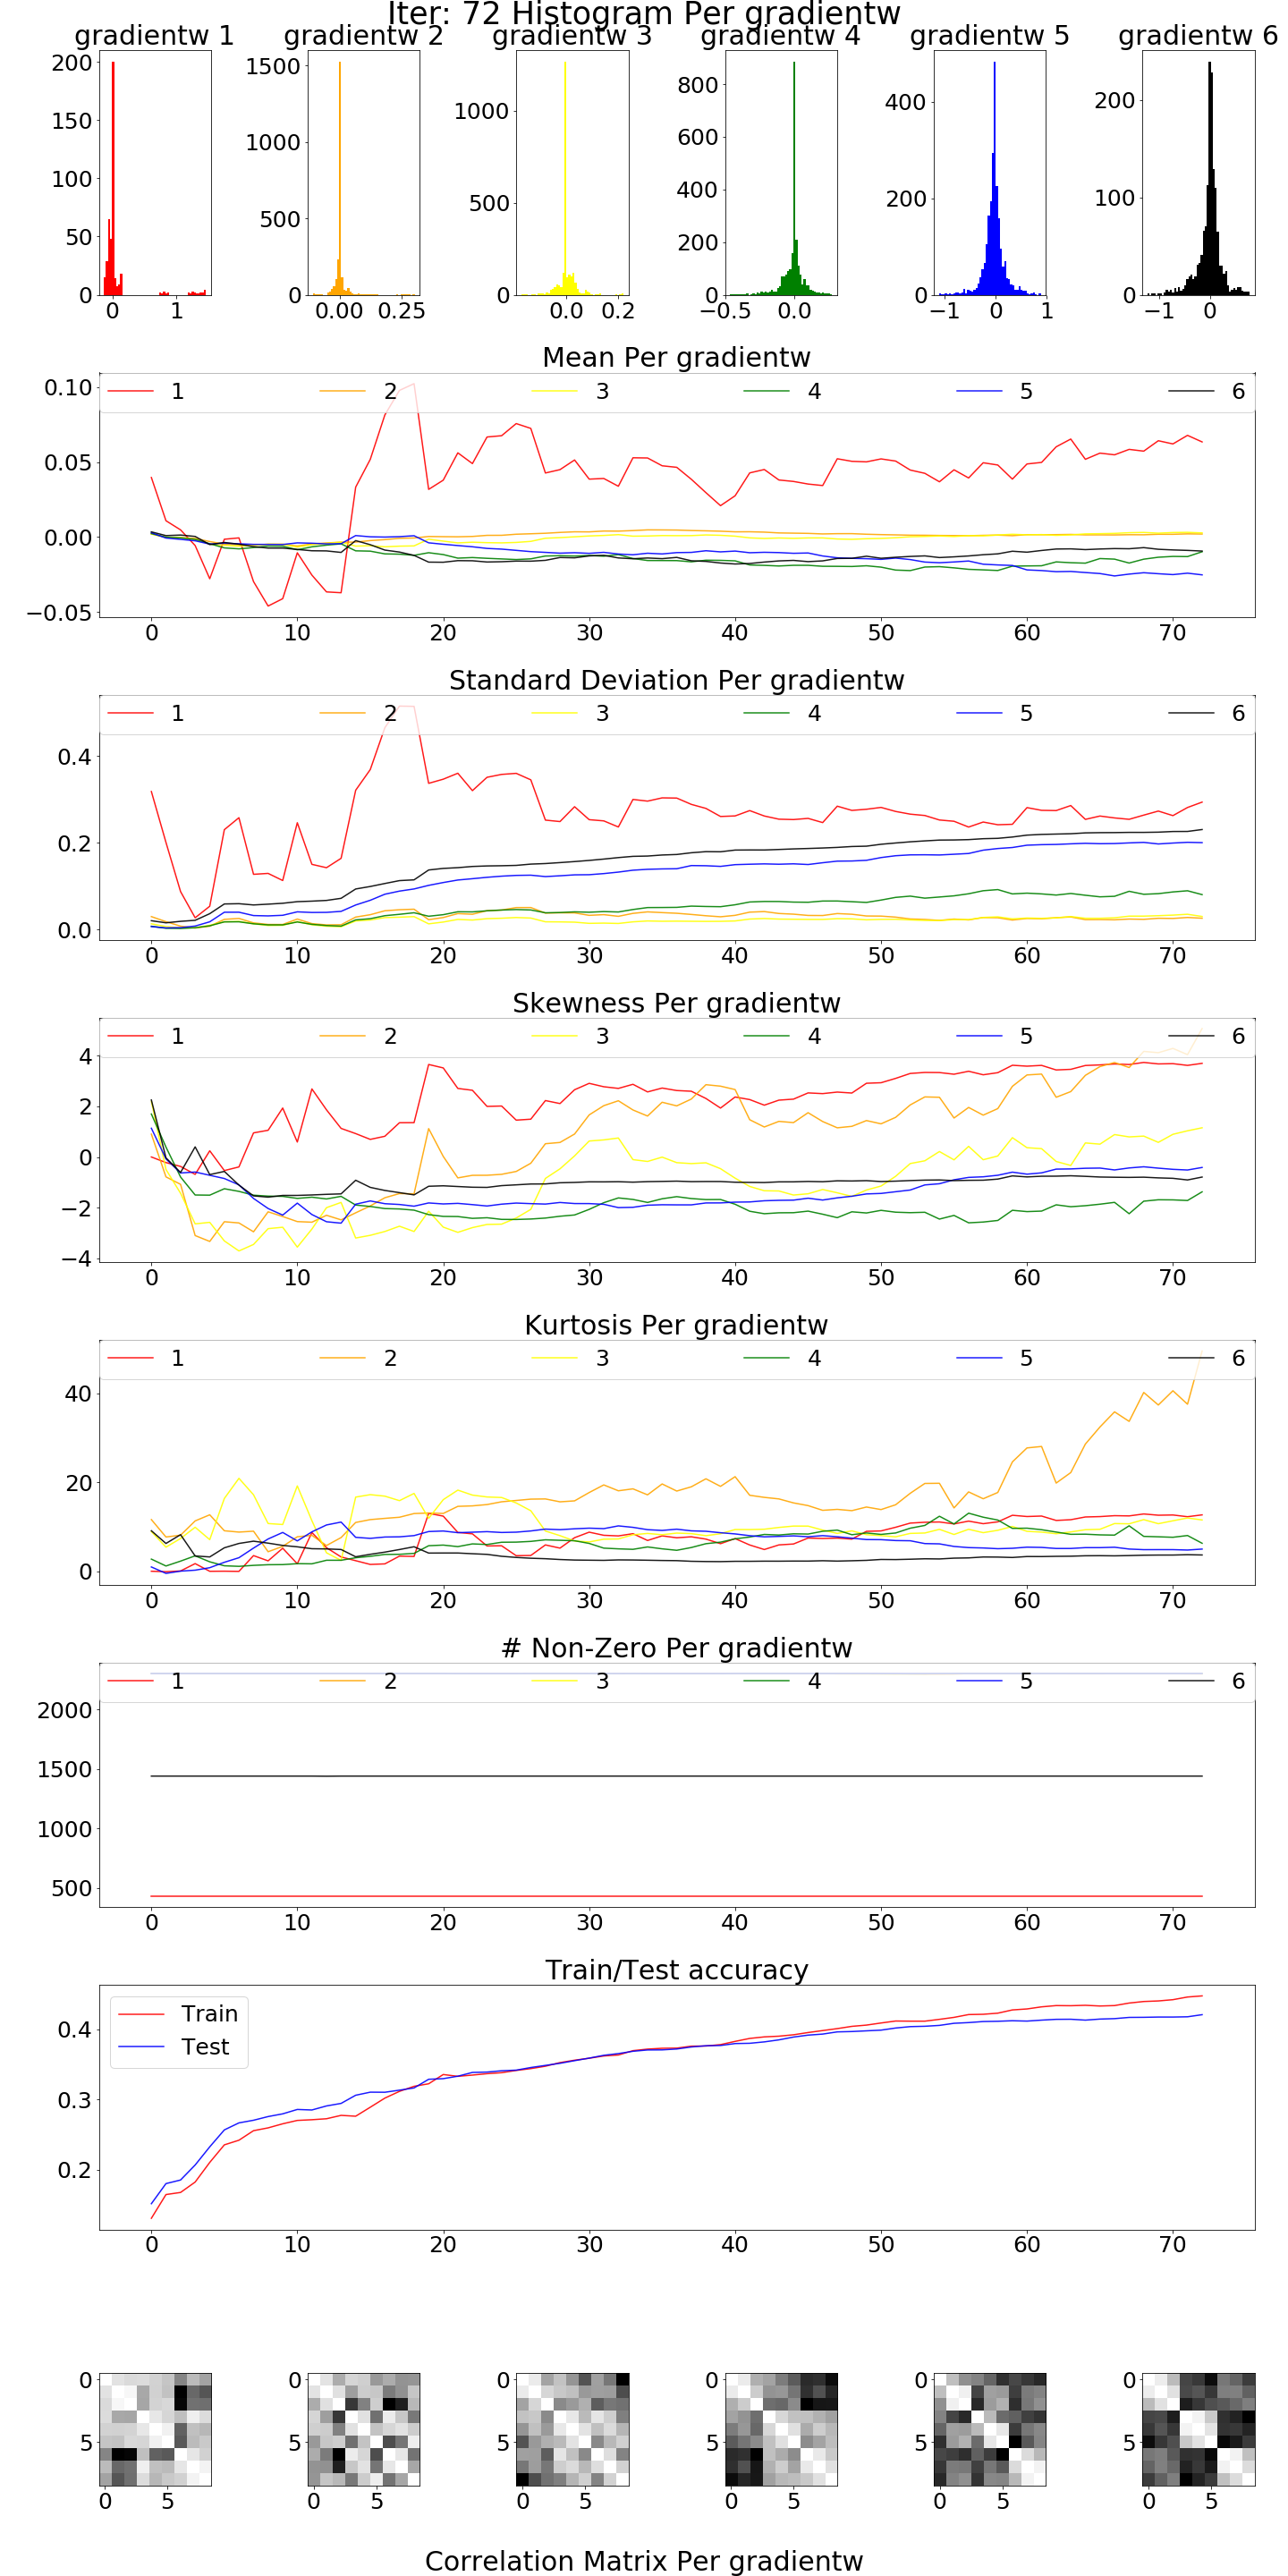 Iter: 72 Histogram Per gradientw
gradientw 1 gradientw 2 gradientw 3 gradientw 4 gradientw 5 gradientw 6
200
150
100
50
0
0 1
1500
1000
500
0
0.00 0.25
1000
500
0
0.0 0.2
800
600
400
200
0
−0.5 0.0
400
200
0
−1 0 1
200
100
0
−1 0
Mean Per gradientw
1 2 3 4 5 6
0.10
0.05
0.00
−0.05
0 10 20 30 40 50 60 70
Standard Deviation Per gradientw
1 2 3 4 5 6
0.4
0.2
0.0
0 10 20 30 40 50 60 70
Skewness Per gradientw
1 2 3 4 5 6
4
2
0
−2
−4
0 10 20 30 40 50 60 70
Kurtosis Per gradientw
1 2 3 4 5 6
40
20
0
0 10 20 30 40 50 60 70
# Non-Zero Per gradientw
1 2 3 4 5 6
2000
1500
1000
500
0 10 20 30 40 50 60 70
Train/Test accuracy
Train
Test
0.4
0.3
0.2
0 10 20 30 40 50 60 70
0 0 0 0 0 0
5 5 5 5 5 5
0 5 0 5 0 5 0 5 0 5 0 5
Correlation Matrix Per gradientw